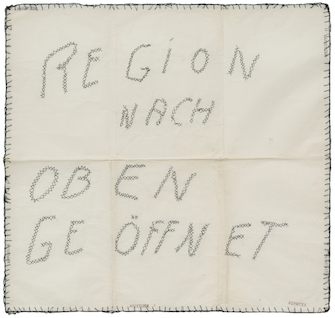 REGION
NACH
OBEN
GEÖFFNET